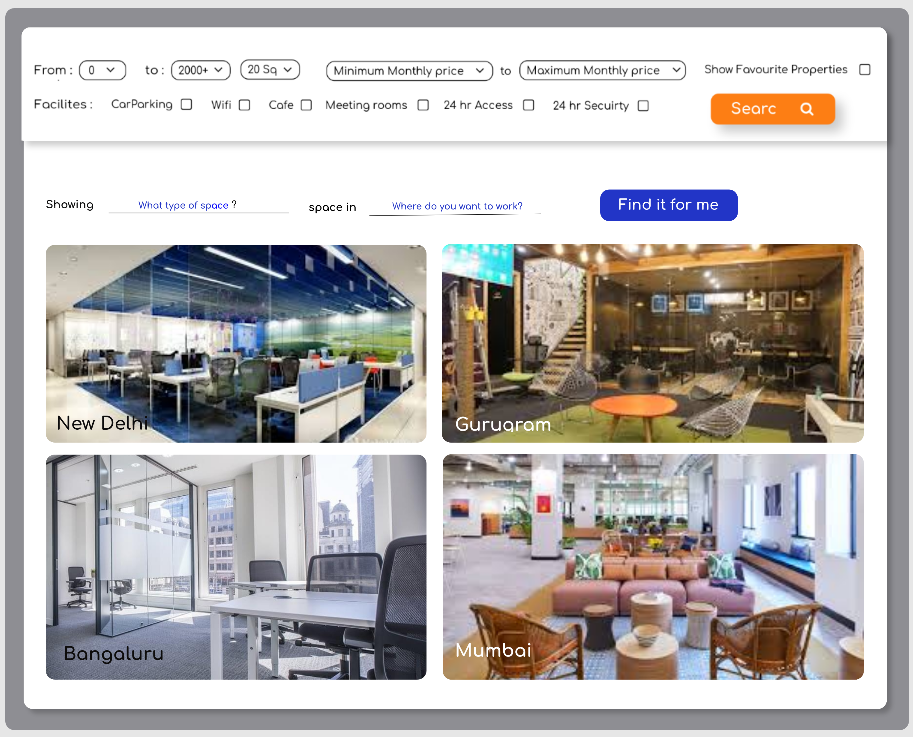 From : 0 to : 2000+ 20 Sq Minimum Monthly price to Maximum Monthly price Show Favourite Properties
Facilites : CarParking Wifi Cafe Meeting rooms 24 hr Access 24 hr Secuirty Searc
Showing What type of space ? space in Where do you want to work? Find it for me
New Delhi
Gurugram
Bangaluru
Mumbai